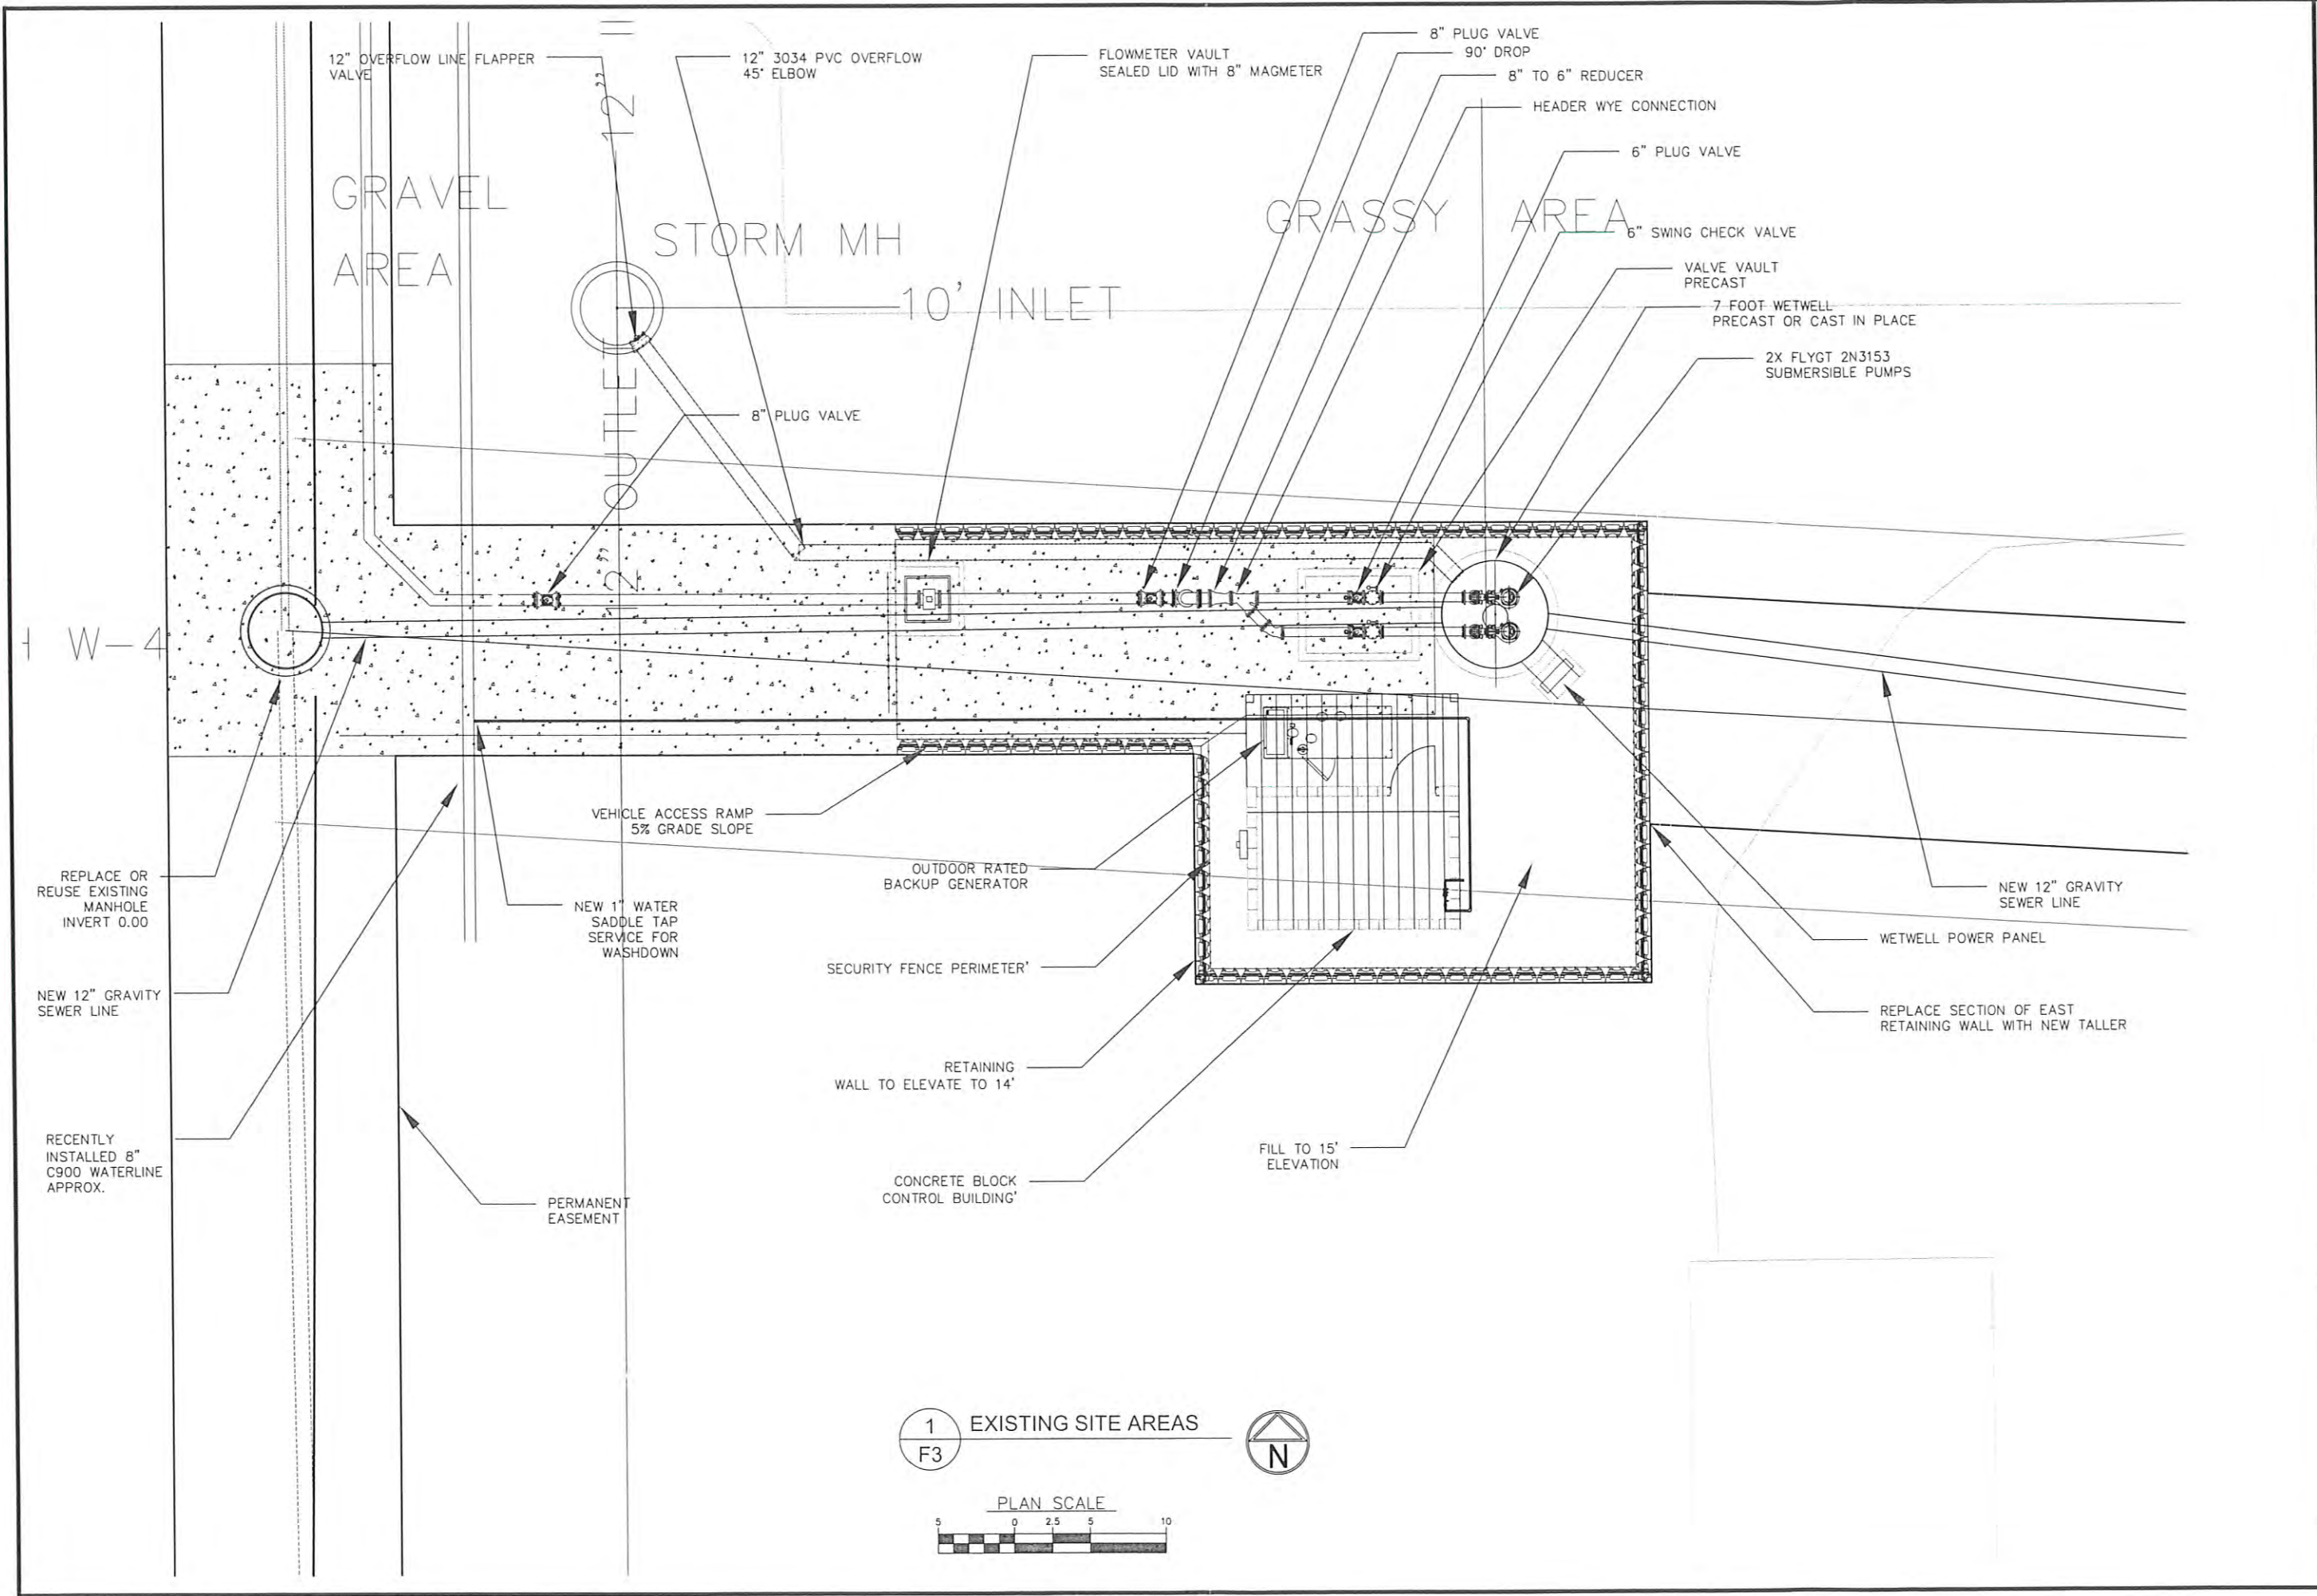 12" OVERFLOW LINE FLAPPER
VALVE
12" 3034 PVC OVERFLOW
45° ELBOW
FLOWMETER VAULT
SEALED LID WITH 8" MAGMETER
8" PLUG VALVE
90° DROP
8" TO 6" REDUCER
HEADER WYE CONNECTION
6" PLUG VALVE
6" SWING CHECK VALVE
VALVE VAULT
PRECAST
7 FOOT WETWELL
PRECAST OR CAST IN PLACE
2X FLYGT 2N3153
SUBMERSIBLE PUMPS
12"
GRAVEL
AREA
STORM MH
10' INLET
GRASSY AREA
12" OUTLET
8" PLUG VALVE
W-4
VEHICLE ACCESS RAMP
5% GRADE SLOPE
OUTDOOR RATED
BACKUP GENERATOR
REPLACE OR
REUSE EXISTING
MANHOLE
INVERT 0.00
NEW 1" WATER
SADDLE TAP
SERVICE FOR
WASHDOWN
NEW 12" GRAVITY
SEWER LINE
WETWELL POWER PANEL
SECURITY FENCE PERIMETER'
NEW 12" GRAVITY
SEWER LINE
REPLACE SECTION OF EAST
RETAINING WALL WITH NEW TALLER
RETAINING
WALL TO ELEVATE TO 14'
RECENTLY
INSTALLED 8"
C900 WATERLINE
APPROX.
FILL TO 15'
ELEVATION
CONCRETE BLOCK
CONTROL BUILDING'
PERMANENT
EASEMENT
1
F3
EXISTING SITE AREAS
N
PLAN SCALE
5 0 2.5 5 10